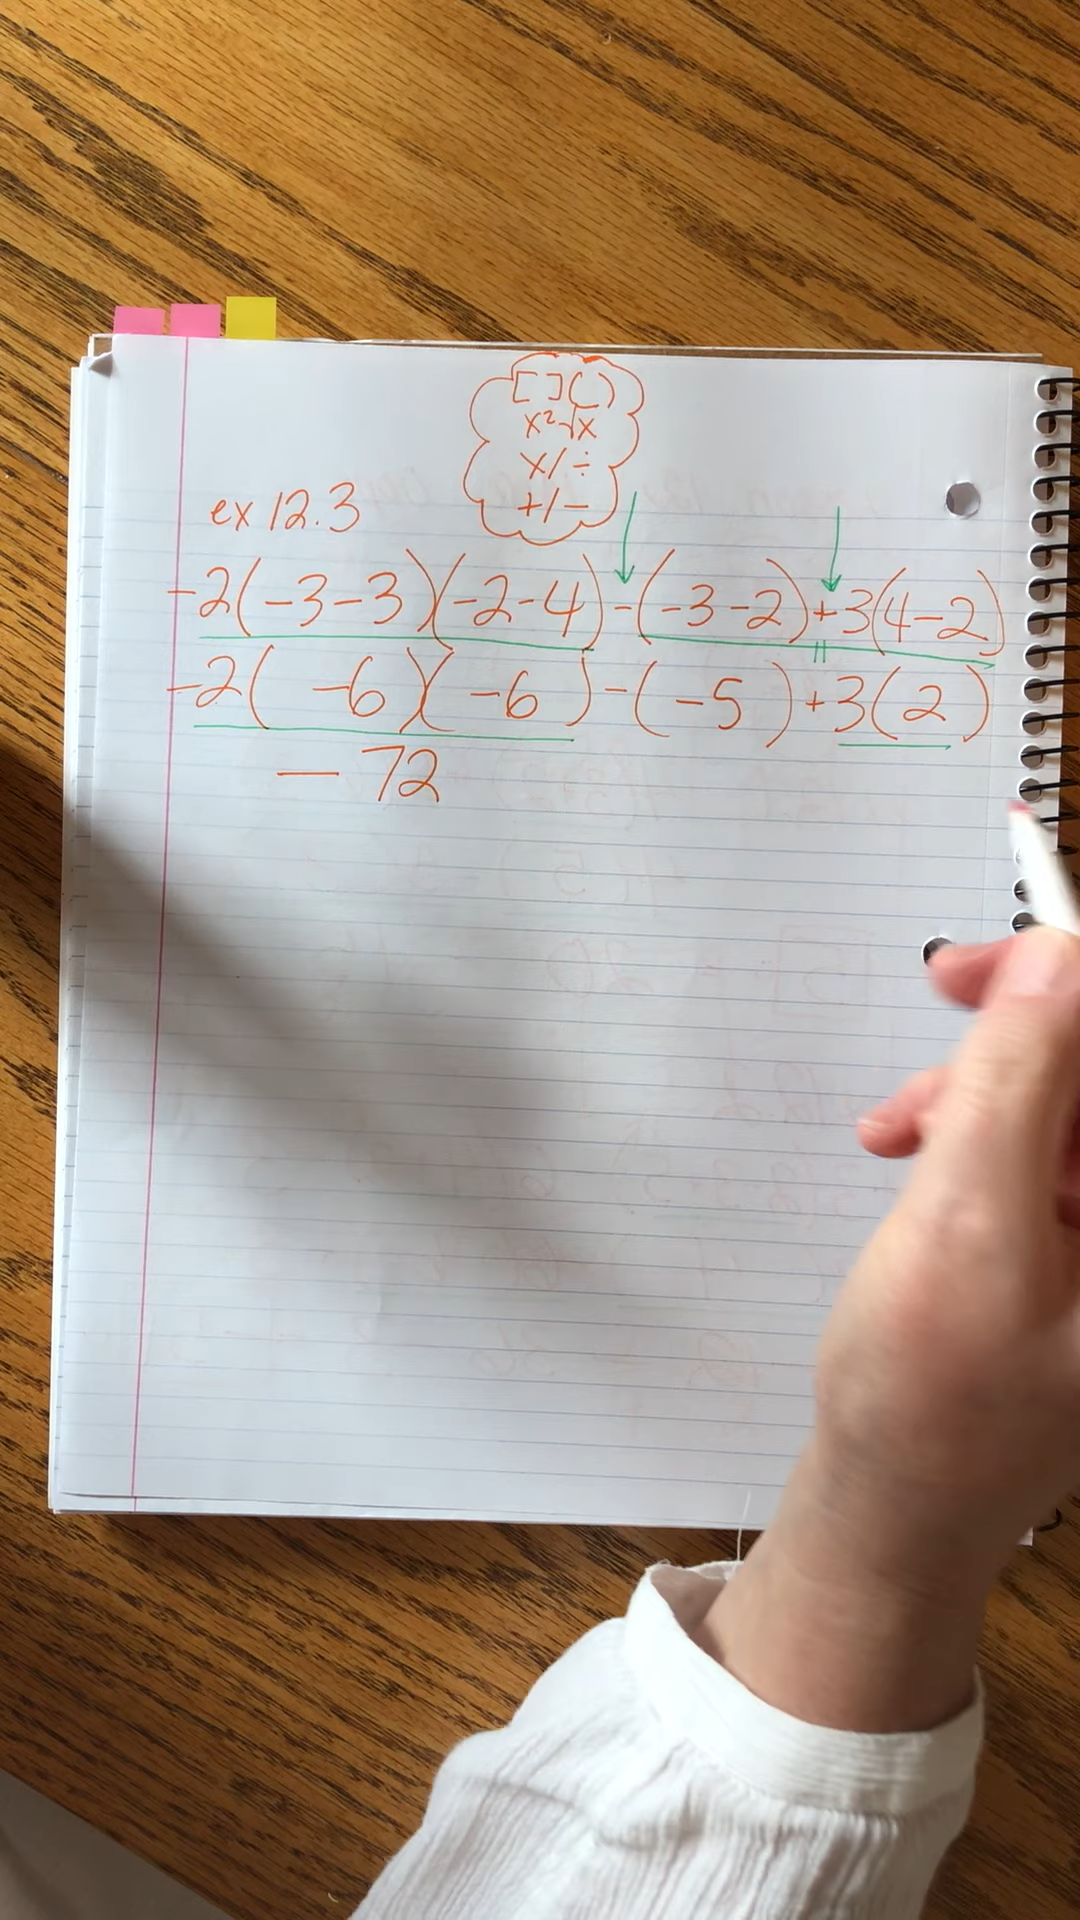 [ ] ( )
x² √x
x/÷
+/−
ex 12.3
-2(-3-3)(-2-4)-(-3-2)+3(4-2)
-2( -6)( -6 )-( -5 )+3(2)
- 72